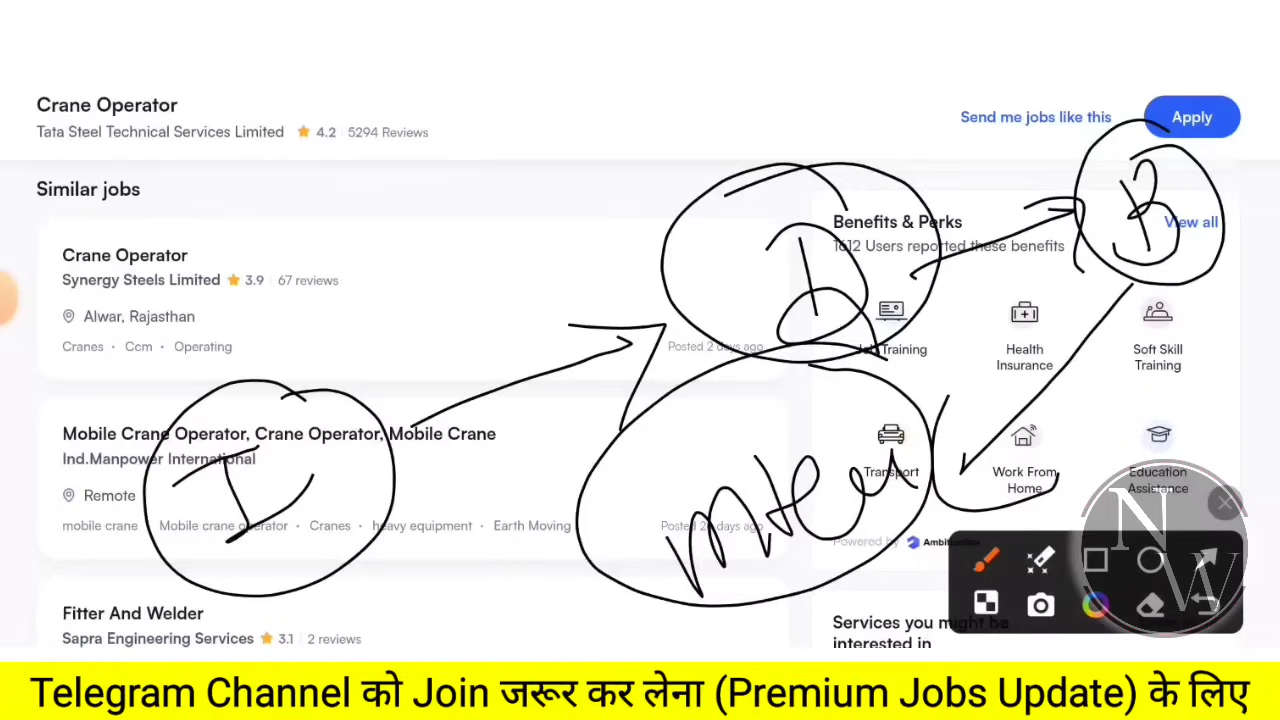 Crane Operator
Tata Steel Technical Services Limited 4.2 5294 Reviews
Send me jobs like this
Apply
Similar jobs
Crane Operator
Synergy Steels Limited 3.9 67 reviews
Alwar, Rajasthan
Cranes · Ccm · Operating
Posted 2 days ago
Mobile Crane Operator, Crane Operator, Mobile Crane
Ind.Manpower International
Remote
mobile crane · Mobile crane operator · Cranes · heavy equipment · Earth Moving
Posted 2 days ago
Fitter And Welder
Sapra Engineering Services 3.1 2 reviews
Benefits & Perks
View all
1612 Users reported these benefits
Job Training
Health
Insurance
Soft Skill
Training
Transport
Work From
Home
Education
Assistance
Powered by
Services you might be
interested in
I
D
B
NW
Telegram Channel को Join जरूर कर लेना (Premium Jobs Update) के लिए